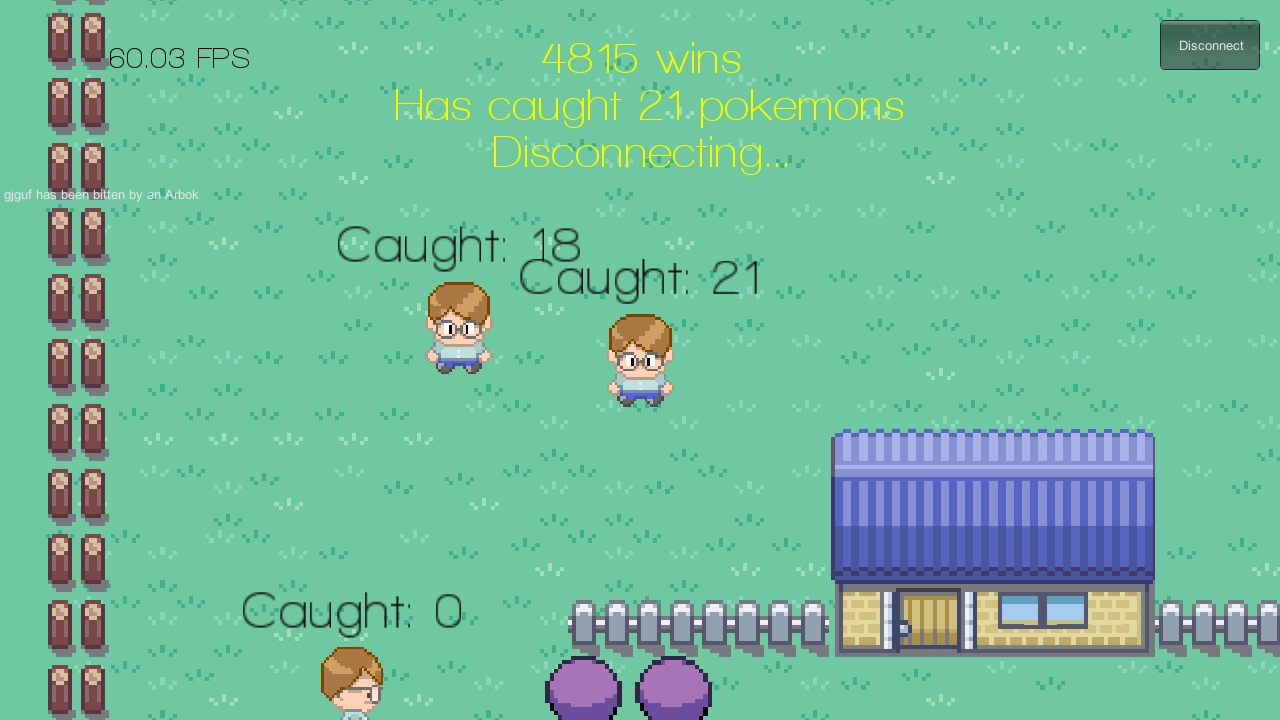 60.03 FPS
4815 wins
Has caught 21 pokemons
Disconnecting...
Disconnect
gjguf has been bitten by an Arbok
Caught: 18
Caught: 21
Caught: 0